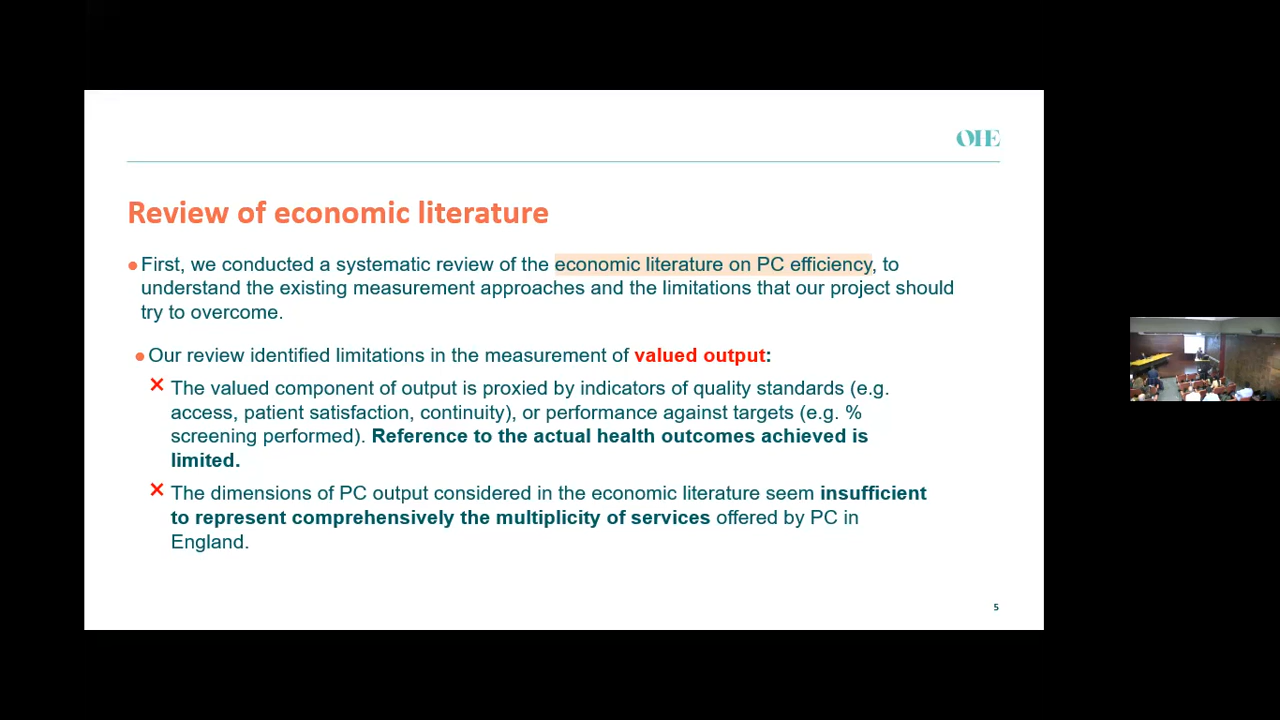 OHE
Review of economic literature
First, we conducted a systematic review of the economic literature on PC efficiency, to
understand the existing measurement approaches and the limitations that our project should
try to overcome.
Our review identified limitations in the measurement of valued output:
The valued component of output is proxied by indicators of quality standards (e.g.
access, patient satisfaction, continuity), or performance against targets (e.g. %
screening performed). Reference to the actual health outcomes achieved is
limited.
The dimensions of PC output considered in the economic literature seem insufficient
to represent comprehensively the multiplicity of services offered by PC in
England.
5